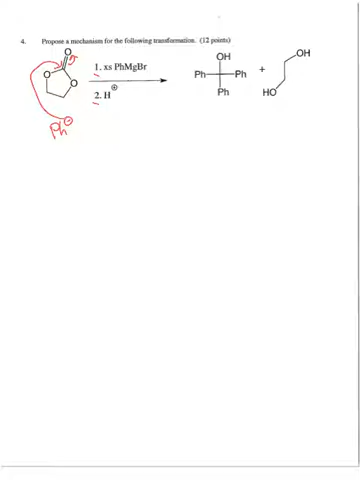 4. Propose a mechanism for the following transformation. (12 points)
O
O
O
1. xs PhMgBr
2. H⊕
OH
Ph Ph
Ph
+
OH
HO
Ph⊖